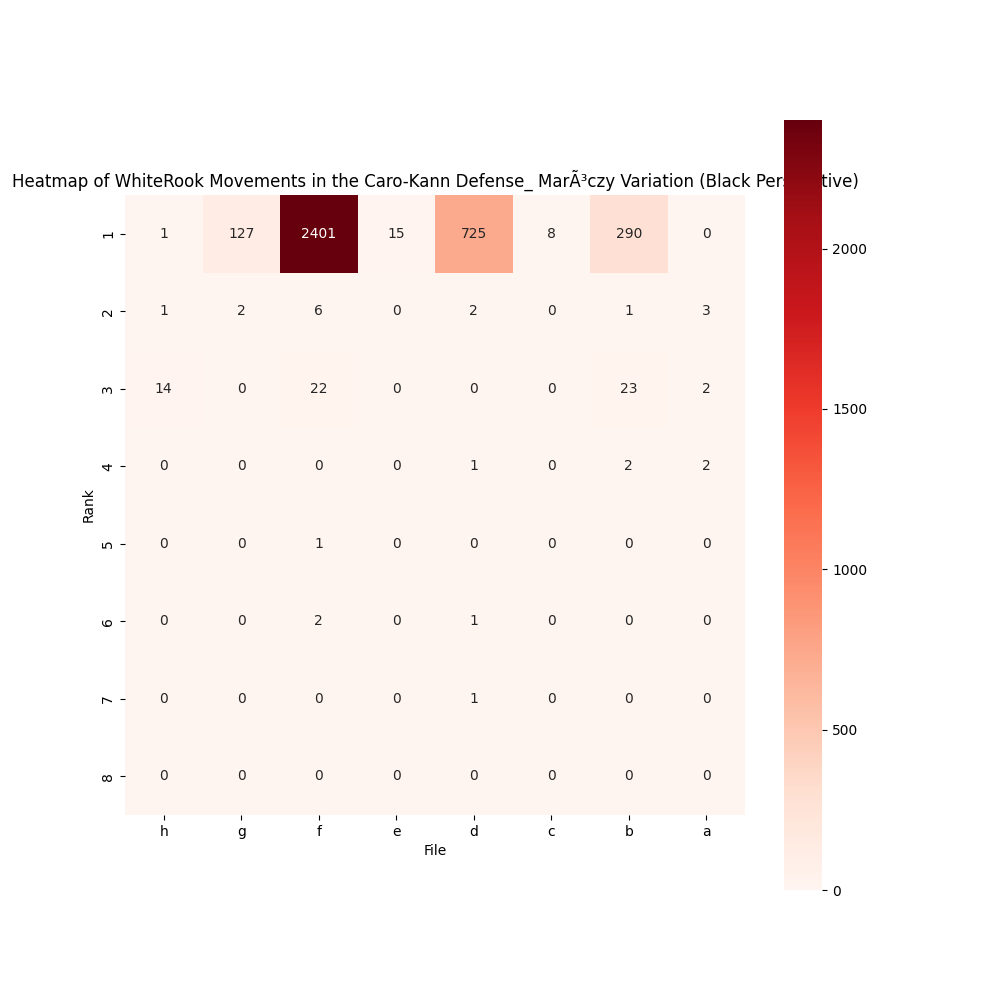 Heatmap of WhiteRook Movements in the Caro-Kann Defense_ MarÃ³czy Variation (Black Pers tive)
1 1 127 2401 15 725 8 290 0
2 1 2 6 0 2 0 1 3
3 14 0 22 0 0 0 23 2
4 0 0 0 0 1 0 2 2
5 0 0 1 0 0 0 0 0
6 0 0 2 0 1 0 0 0
7 0 0 0 0 1 0 0 0
8 0 0 0 0 0 0 0 0
Rank
h g f e d c b a
File
2000
1500
1000
500
0